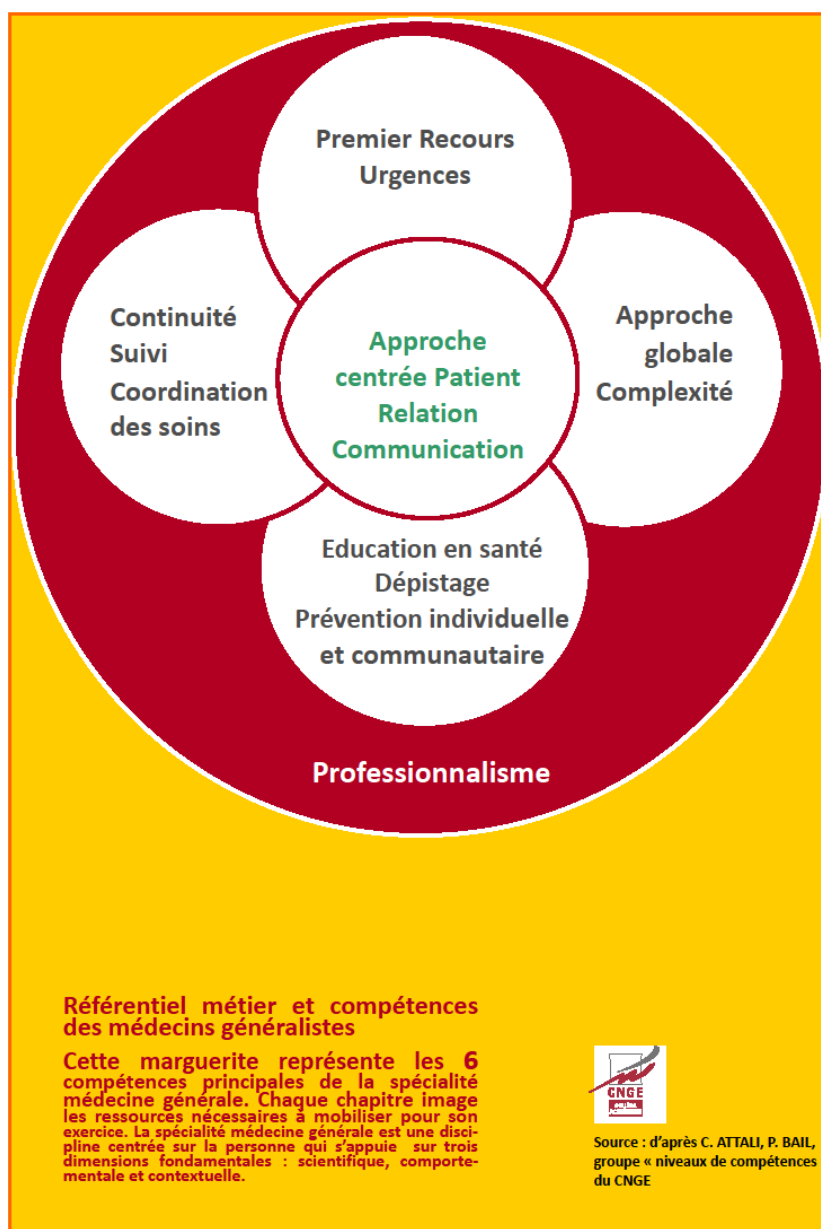 Premier Recours
Urgences
Continuité
Suivi
Coordination
des soins
Approche
centrée Patient
Relation
Communication
Approche
globale
Complexité
Education en santé
Dépistage
Prévention individuelle
et communautaire
Professionnalisme
Référentiel métier et compétences
des médecins généralistes
Cette marguerite représente les 6
compétences principales de la spécialité
médecine générale. Chaque chapitre image
les ressources nécessaires à mobiliser pour son
exercice. La spécialité médecine générale est une disci-
pline centrée sur la personne qui s'appuie sur trois
dimensions fondamentales : scientifique, comporte-
mentale et contextuelle.
CNGE
Source : d'après C. ATTALI, P. BAIL,
groupe « niveaux de compétences
du CNGE